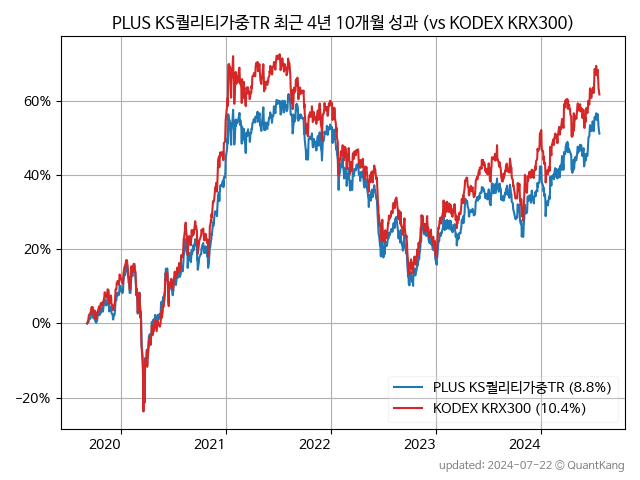 PLUS KS퀄리티가중TR 최근 4년 10개월 성과 (vs KODEX KRX300)
60%
40%
20%
0%
−20%
PLUS KS퀄리티가중TR (8.8%)
KODEX KRX300 (10.4%)
2020 2021 2022 2023 2024
updated: 2024-07-22 © QuantKang